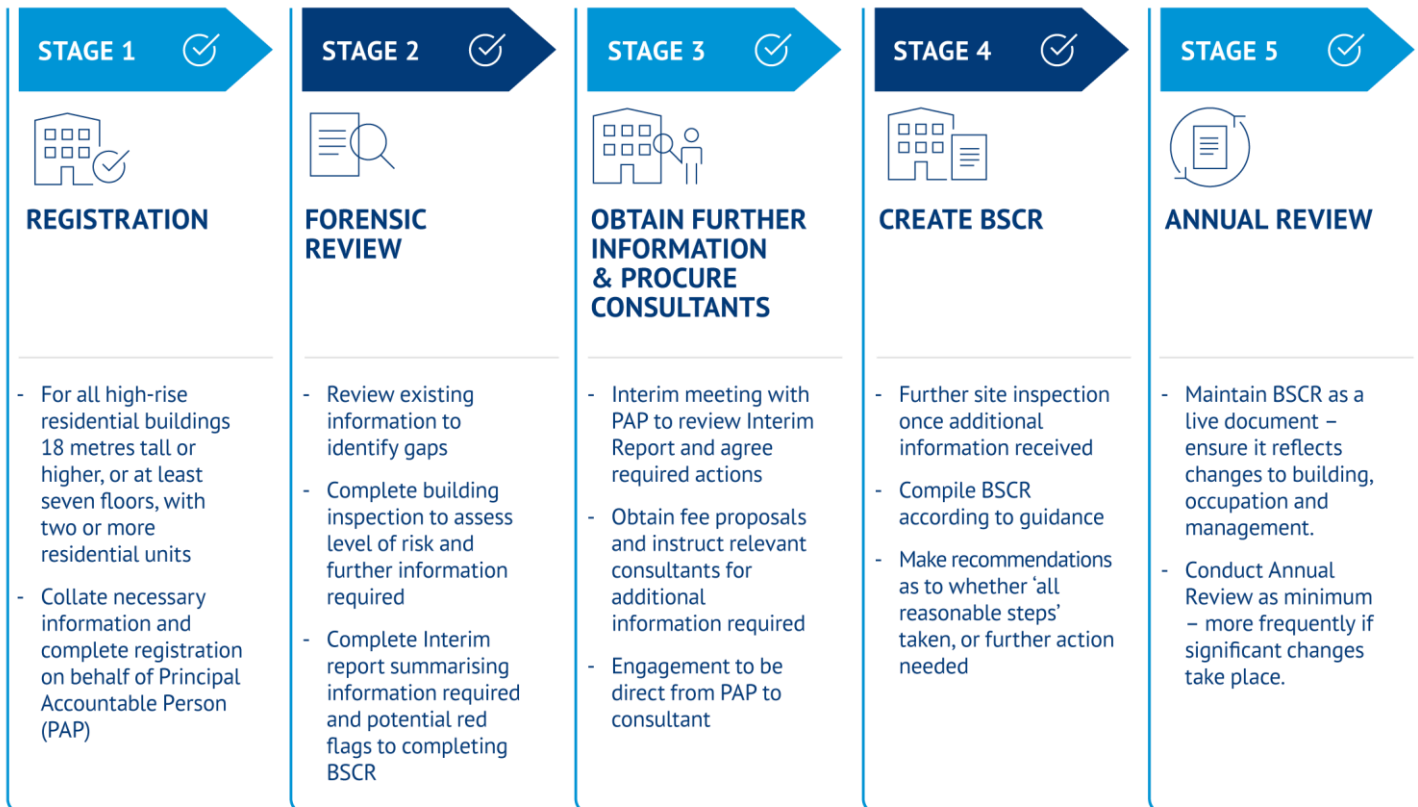 STAGE 1
REGISTRATION
- For all high-rise
residential buildings
18 metres tall or
higher, or at least
seven floors, with
two or more
residential units
- Collate necessary
information and
complete registration
on behalf of Principal
Accountable Person
(PAP)
STAGE 2
FORENSIC
REVIEW
- Review existing
information to
identify gaps
- Complete building
inspection to assess
level of risk and
further information
required
- Complete Interim
report summarising
information required
and potential red
flags to completing
BSCR
STAGE 3
OBTAIN FURTHER
INFORMATION
& PROCURE
CONSULTANTS
- Interim meeting with
PAP to review Interim
Report and agree
required actions
- Obtain fee proposals
and instruct relevant
consultants for
additional
information required
- Engagement to be
direct from PAP to
consultant
STAGE 4
CREATE BSCR
- Further site inspection
once additional
information received
- Compile BSCR
according to guidance
- Make recommendations
as to whether ‘all
reasonable steps’
taken, or further action
needed
STAGE 5
ANNUAL REVIEW
- Maintain BSCR as a
live document –
ensure it reflects
changes to building,
occupation and
management.
- Conduct Annual
Review as minimum
– more frequently if
significant changes
take place.